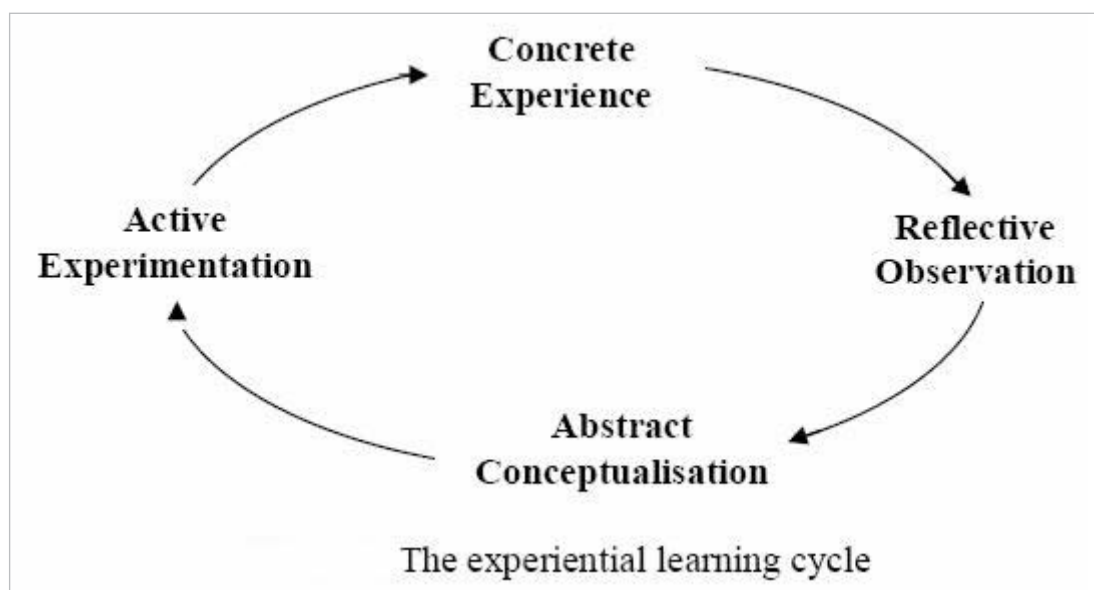 Concrete
Experience
Reflective
Observation
Abstract
Conceptualisation
Active
Experimentation
The experiential learning cycle